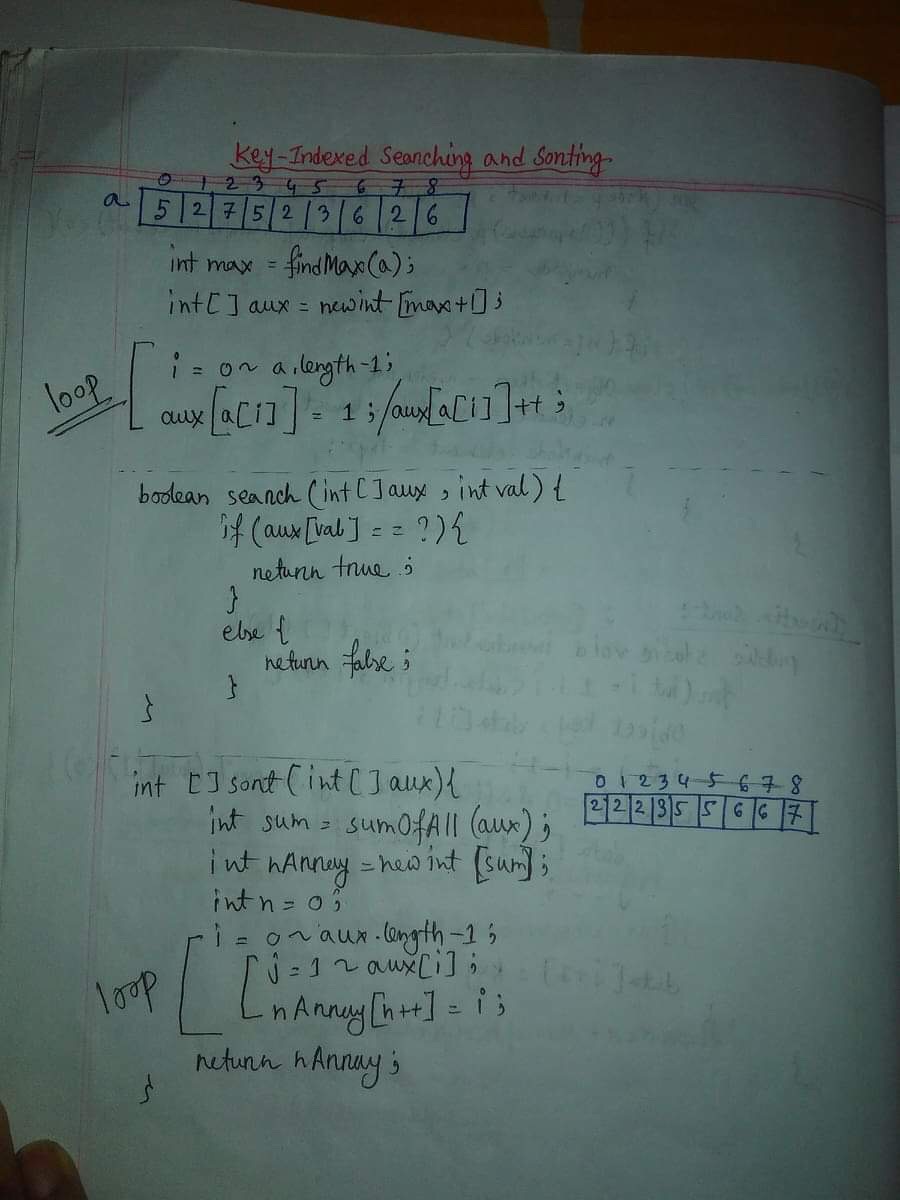 Key-Indexed Searching and Sorting
0 1 2 3 4 5 6 7 8
a 5 2 7 5 2 3 6 2 6
int max = findMax(a);
int[] aux = new int [max+1];
loop
i = 0 ~ a.length-1;
aux[a[i]] = 1; / aux[a[i]]++;
boolean search (int[] aux, int val) {
if (aux[val] == ?) {
return true;
}
else {
return false;
}
}
int [] sort (int[] aux) {
int sum = sumOfAll (aux);
int nArray = new int [sum];
int n = 0;
0 1 2 3 4 5 6 7 8
2 2 2 3 5 5 6 6 7
loop
i = 0 ~ aux.length-1;
j = 1 ~ aux[i];
nArray[n++] = i;
return nArray;
}